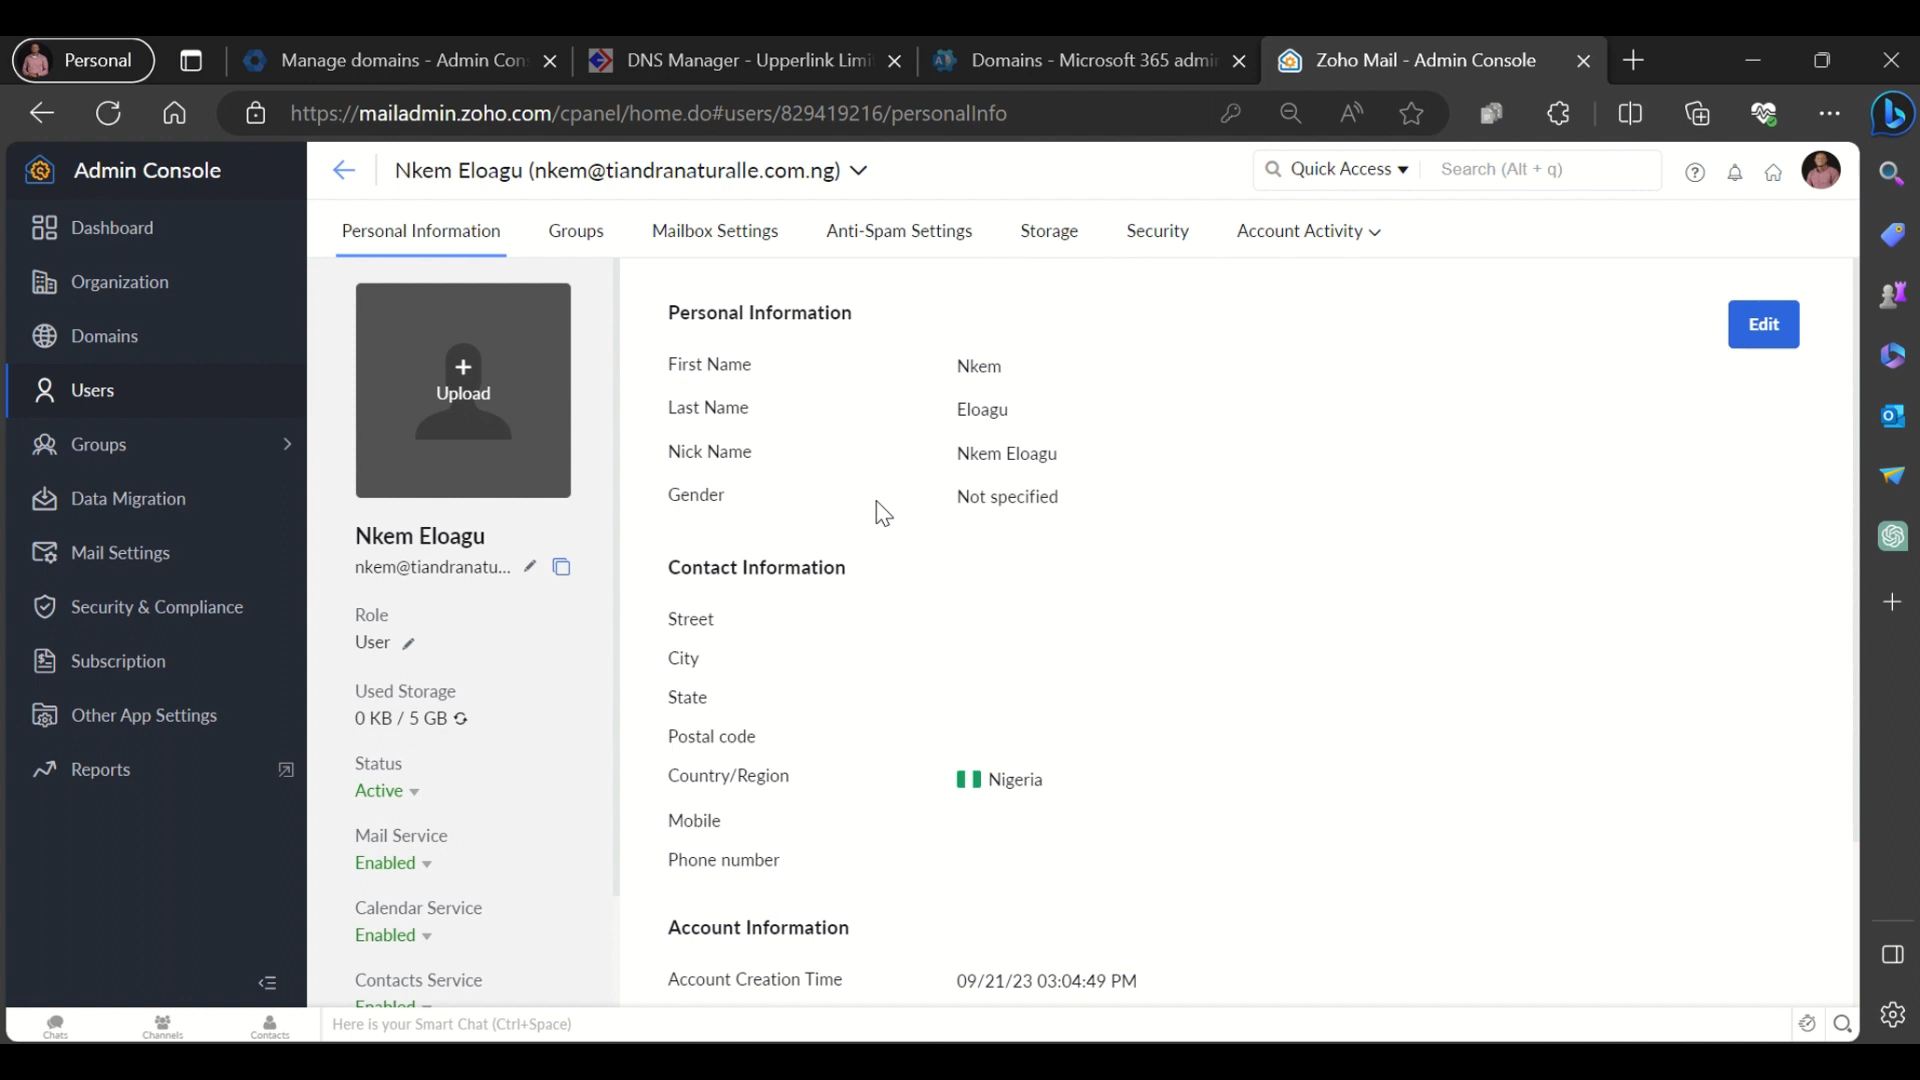 Personal
Manage domains - Admin Con
DNS Manager - Upperlink Limi
Domains - Microsoft 365 admi
Zoho Mail - Admin Console
https://mailadmin.zoho.com/cpanel/home.do#users/829419216/personalInfo
Admin Console
Nkem Eloagu (nkem@tiandranaturalle.com.ng)
Quick Access
Search (Alt + q)
Dashboard
Organization
Domains
Users
Groups
Data Migration
Mail Settings
Security & Compliance
Subscription
Other App Settings
Reports
Personal Information
Groups
Mailbox Settings
Anti-Spam Settings
Storage
Security
Account Activity
Upload
Nkem Eloagu
nkem@tiandranatu...
Role
User
Used Storage
0 KB / 5 GB
Status
Active
Mail Service
Enabled
Calendar Service
Enabled
Contacts Service
Enabled
Personal Information
Edit
First Name Nkem
Last Name Eloagu
Nick Name Nkem Eloagu
Gender Not specified
Contact Information
Street
City
State
Postal code
Country/Region Nigeria
Mobile
Phone number
Account Information
Account Creation Time 09/21/23 03:04:49 PM
Chats
Channels
Contacts
Here is your Smart Chat (Ctrl+Space)